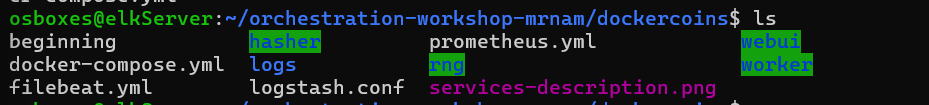 osboxes@elkServer:~/orchestration-workshop-mrnam/dockercoins$ ls
beginning hasher prometheus.yml webui
docker-compose.yml logs rng worker
filebeat.yml logstash.conf services-description.png